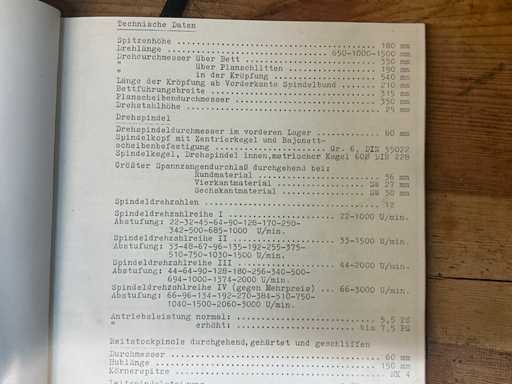 Technische Daten
Spitzenhöhe ........ 180 mm
Drehlänge ........ 650-1000-1500 mm
Drehdurchmesser über Bett ........ 350 mm
" über Planschlitten ........ 190 mm
" in der Kröpfung ........ 540 mm
Länge der Kröpfung ab Vorderkante Spindelbund ........ 210 mm
Bettführungsbreite ........ 315 mm
Planscheibendurchmesser ........ 350 mm
Drehstahlhöhe ........ 25 mm
Drehspindel
Drehspindeldurchmesser im vorderen Lager ........ 60 mm
Spindelkopf mit Zentrierkegel und Bajonett-
scheibenbefestigung ........ Gr. 6, DIN 55022
Spindelkegel, Drehspindel innen,metrischer Kegel 60Ø DIN 228
Größter Spannzangendurchlaß durchgehend bei:
Rundmaterial ........ 36 mm
Vierkantmaterial ........ SW 27 mm
Sechskantmaterial ........ SW 30 mm
Spindeldrehzahlen ........ 12
Spindeldrehzahlreihe I ........ 22-1000 U/min.
Abstufung: 22-32-45-64-90-128-170-250-
342-500-685-1000 U/min.
Spindeldrehzahlreihe II ........ 33-1500 U/min.
Abstufung: 33-48-67-96-135-192-255-375-
510-750-1030-1500 U/min.
Spindeldrehzahlreihe III ........ 44-2000 U/min.
Abstufung: 44-64-90-128-180-256-340-500-
694-1000-1374-2000 U/min.
Spindeldrehzahlreihe IV (gegen Mehrpreis) ... 66-3000 U/min.
Abstufung: 66-96-134-192-270-384-510-750-
1040-1500-2060-3000 U/min.
Antriebsleistung normal: ........ 5,5 PS
" erhöht: ........ bis 7,5 PS
Reitstockpinole durchgehend,gehärtet und geschliffen
Durchmesser ........ 60 mm
Hublänge ........ 150 mm
Körnerspitze ........ MK 4